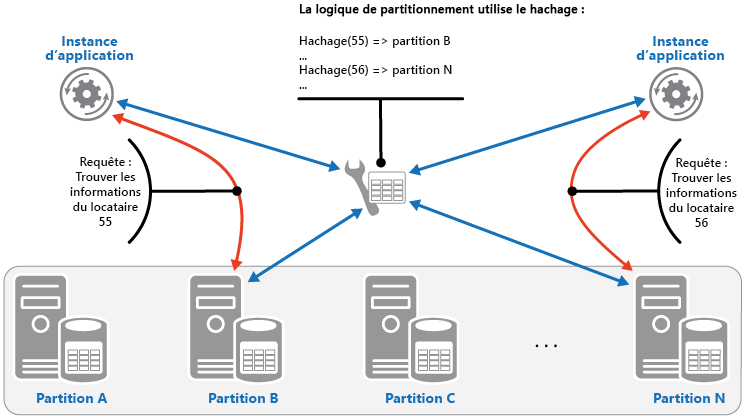 La logique de partitionnement utilise le hachage :
Hachage(55) => partition B
...
Hachage(56) => partition N
...
Instance
d'application
Instance
d'application
Requête :
Trouver les
informations
du locataire
55
Requête :
Trouver les
informations
du locataire
56
...
Partition A
Partition B
Partition C
Partition N